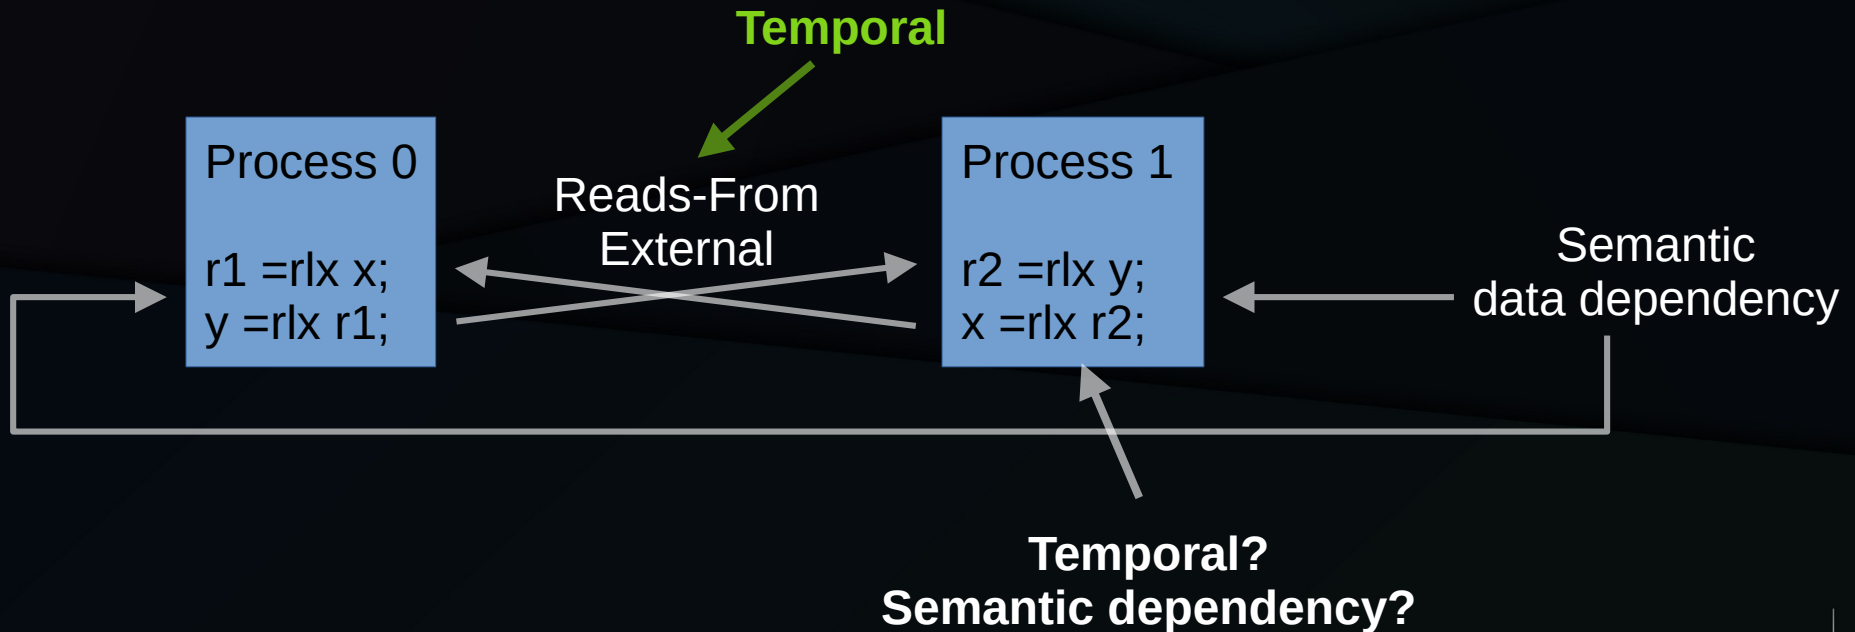 Temporal
Process 0
r1 =rlx x;
y =rlx r1;
Reads-From
External
Process 1
r2 =rlx y;
x =rlx r2;
Semantic
data dependency
Temporal?
Semantic dependency?